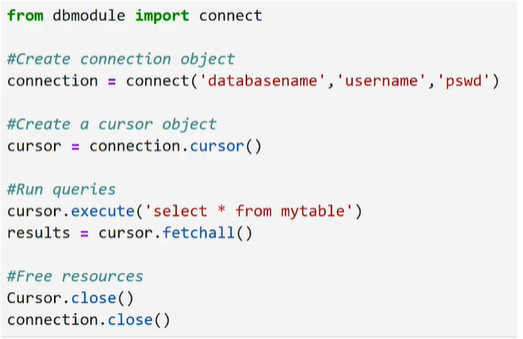 from dbmodule import connect
#Create connection object
connection = connect('databasename','username','pswd')
#Create a cursor object
cursor = connection.cursor()
#Run queries
cursor.execute('select * from mytable')
results = cursor.fetchall()
#Free resources
Cursor.close()
connection.close()